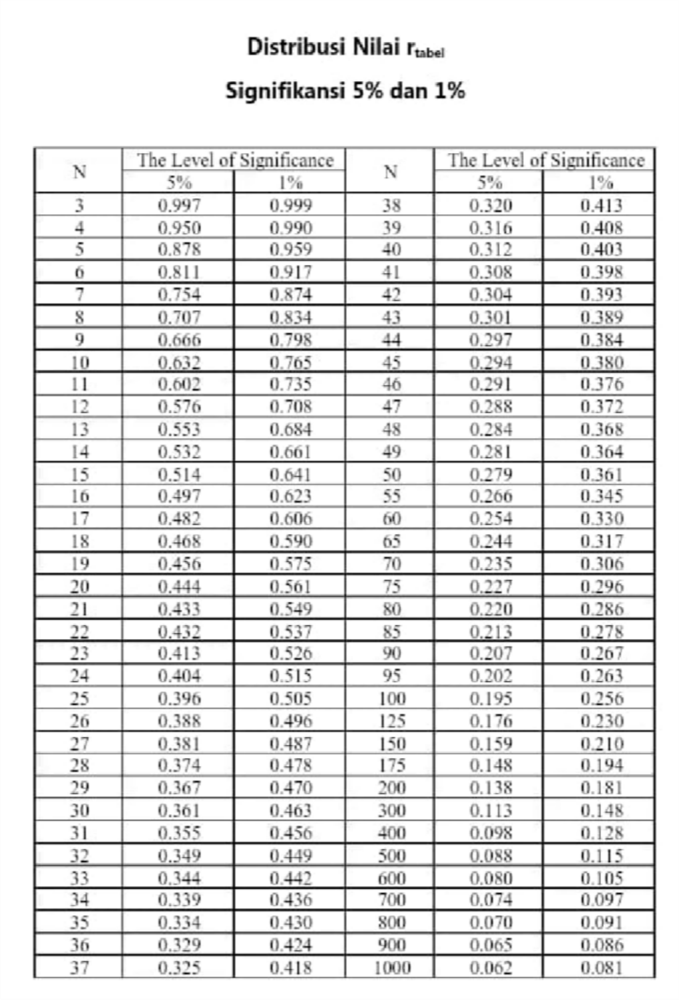 Distribusi Nilai rtabel
Signifikansi 5% dan 1%
N The Level of Significance N The Level of Significance
5% 1% 5% 1%
3 0.997 0.999 38 0.320 0.413
4 0.950 0.990 39 0.316 0.408
5 0.878 0.959 40 0.312 0.403
6 0.811 0.917 41 0.308 0.398
7 0.754 0.874 42 0.304 0.393
8 0.707 0.834 43 0.301 0.389
9 0.666 0.798 44 0.297 0.384
10 0.632 0.765 45 0.294 0.380
11 0.602 0.735 46 0.291 0.376
12 0.576 0.708 47 0.288 0.372
13 0.553 0.684 48 0.284 0.368
14 0.532 0.661 49 0.281 0.364
15 0.514 0.641 50 0.279 0.361
16 0.497 0.623 55 0.266 0.345
17 0.482 0.606 60 0.254 0.330
18 0.468 0.590 65 0.244 0.317
19 0.456 0.575 70 0.235 0.306
20 0.444 0.561 75 0.227 0.296
21 0.433 0.549 80 0.220 0.286
22 0.432 0.537 85 0.213 0.278
23 0.413 0.526 90 0.207 0.267
24 0.404 0.515 95 0.202 0.263
25 0.396 0.505 100 0.195 0.256
26 0.388 0.496 125 0.176 0.230
27 0.381 0.487 150 0.159 0.210
28 0.374 0.478 175 0.148 0.194
29 0.367 0.470 200 0.138 0.181
30 0.361 0.463 300 0.113 0.148
31 0.355 0.456 400 0.098 0.128
32 0.349 0.449 500 0.088 0.115
33 0.344 0.442 600 0.080 0.105
34 0.339 0.436 700 0.074 0.097
35 0.334 0.430 800 0.070 0.091
36 0.329 0.424 900 0.065 0.086
37 0.325 0.418 1000 0.062 0.081